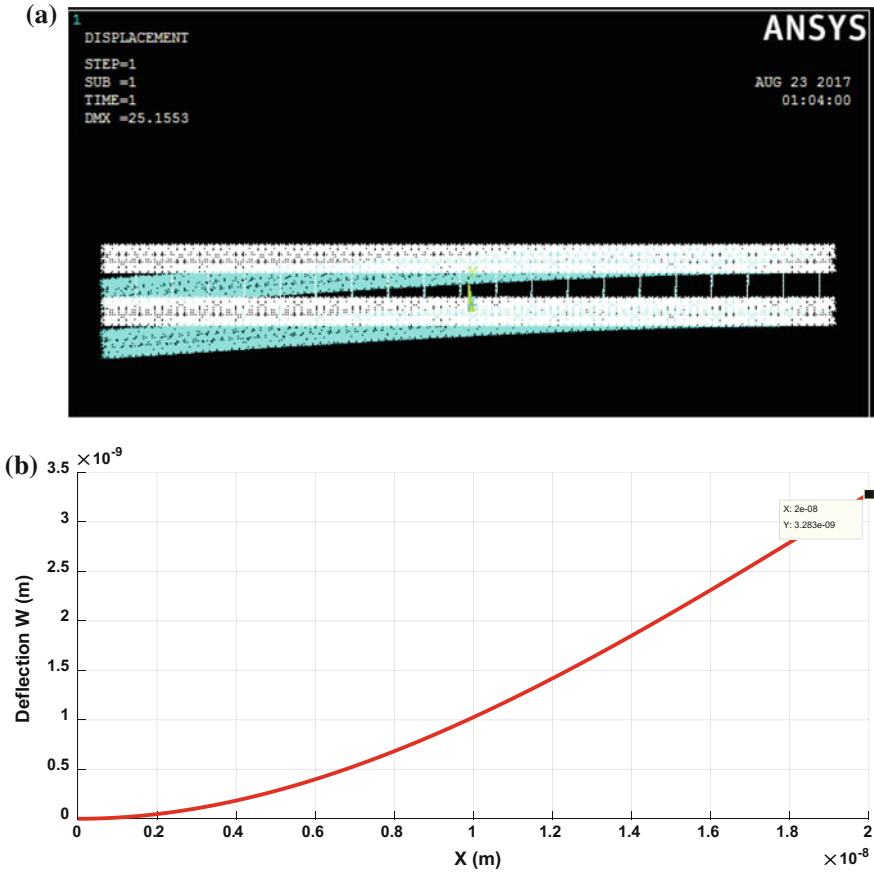 (a)
1
DISPLACEMENT
STEP=1
SUB =1
TIME=1
DMX =25.1553
ANSYS
AUG 23 2017
01:04:00
Y
(b)
×10-9
3.5
3
2.5
2
1.5
1
0.5
0
Deflection W (m)
X: 2e-08
Y: 3.283e-09
0 0.2 0.4 0.6 0.8 1 1.2 1.4 1.6 1.8 2
X (m)
×10-8